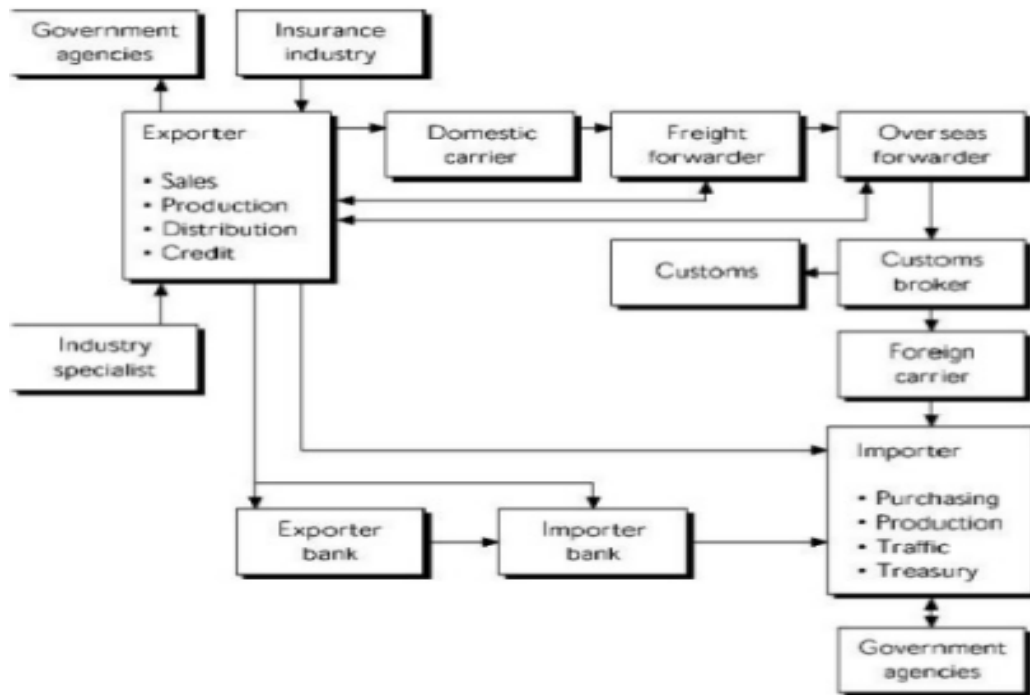 Government
agencies
Insurance
industry
Exporter
• Sales
• Production
• Distribution
• Credit
Domestic
carrier
Freight
forwarder
Overseas
forwarder
Customs
Customs
broker
Industry
specialist
Foreign
carrier
Importer
• Purchasing
• Production
• Traffic
• Treasury
Exporter
bank
Importer
bank
Government
agencies